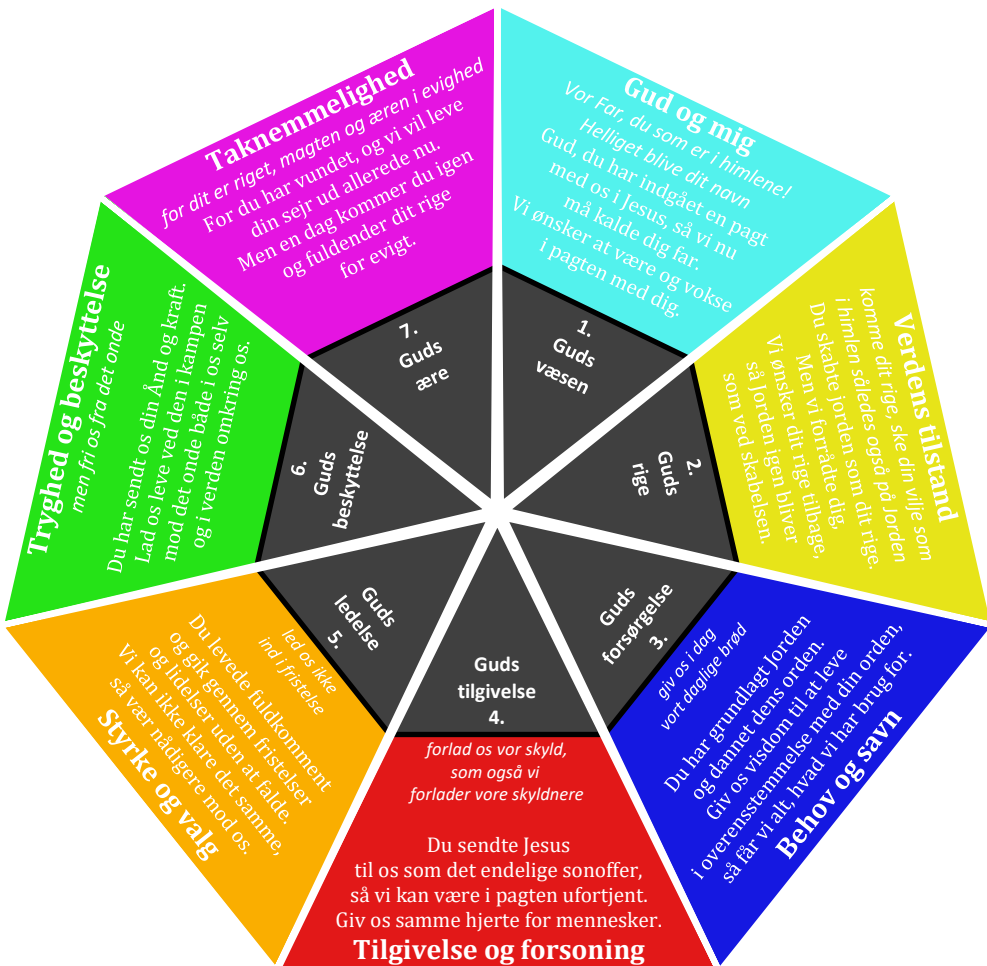 Gud og mig
Vor Far, du som er i himlene!
Helliget blive dit navn
Gud, du har indgået en pagt
med os i Jesus, så vi nu
må kalde dig far.
Vi ønsker at være og vokse
i pagten med dig.
1.
Guds
væsen
Verdens tilstand
komme dit rige, ske din vilje som
i himlen således også på Jorden
Du skabte jorden som dit rige.
Men vi forrådte dig.
Vi ønsker dit rige tilbage,
så Jorden igen bliver
som ved skabelsen.
2.
Guds
rige
Guds
forsørgelse
3.
giv os i dag
vort daglige brød
Du har grundlagt Jorden
og dannet dens orden.
Giv os visdom til at leve
i overensstemmelse med din orden,
så får vi alt, hvad vi har brug for.
Behov og savn
Guds
tilgivelse
4.
forlad os vor skyld,
som også vi
forlader vore skyldnere
Du sendte Jesus
til os som det endelige sonoffer,
så vi kan være i pagten ufortjent.
Giv os samme hjerte for mennesker.
Tilgivelse og forsoning
Guds
ledelse
5.
led os ikke
ind i fristelse
Du levede fuldkomment
og gik gennem fristelser
og lidelser uden at falde.
Vi kan ikke klare det samme,
så vær nådigere mod os.
Styrke og valg
Tryghed og beskyttelse
men fri os fra det onde
Du har sendt os din Ånd og kraft.
Lad os leve ved den i kampen
mod det onde både i os selv
og i verden omkring os.
6.
Guds
beskyttelse
Taknemmelighed
for dit er riget, magten og æren i evighed
For du har vundet, og vi vil leve
din sejr ud allerede nu.
Men en dag kommer du igen
og fuldender dit rige
for evigt.
7.
Guds
ære